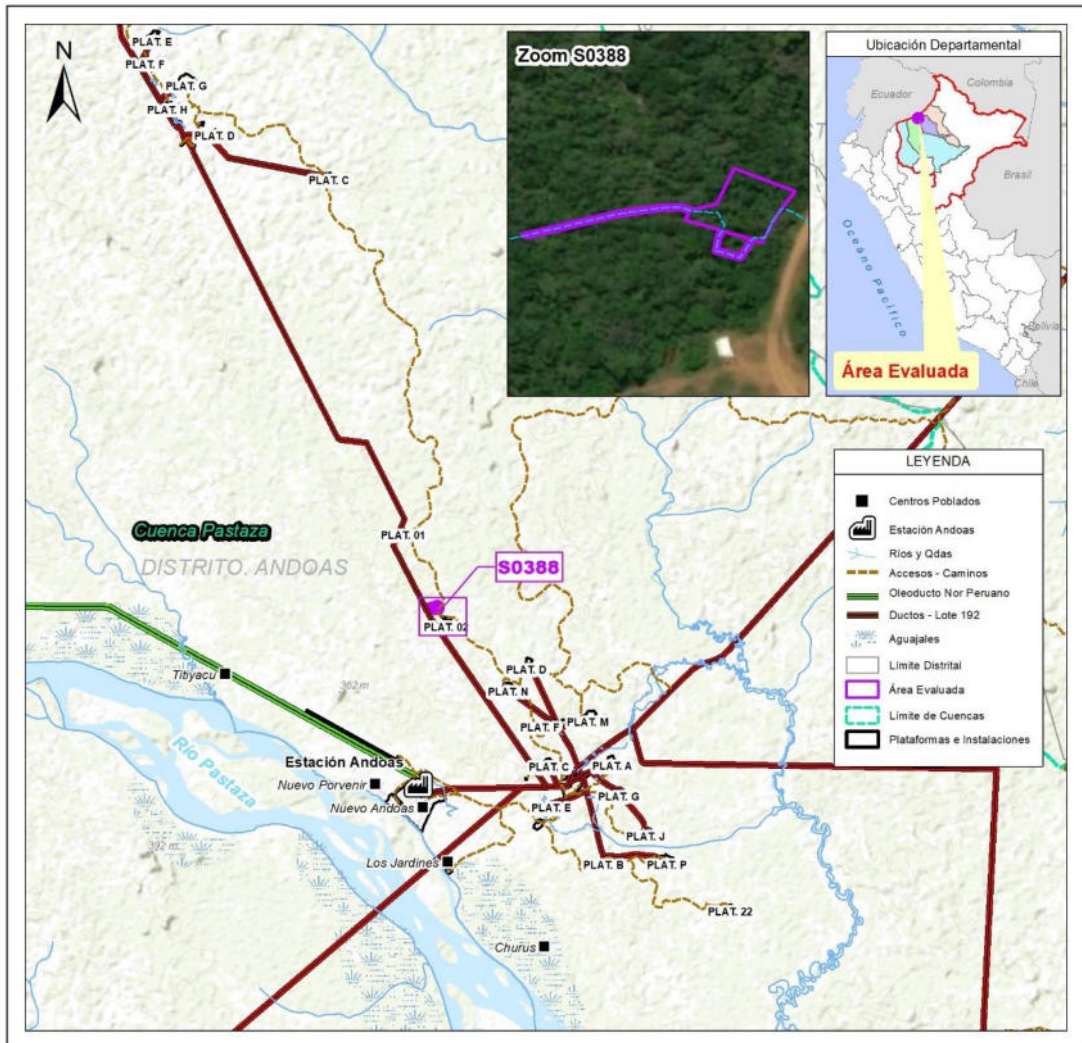 N
PLAT. E
PLAT. F
PLAT. G
PLAT. H
PLAT. D
PLAT. C
Zoom S0388
Ubicación Departamental
Ecuador
Colombia
Brasil
Océano Pacífico
Bolivia
Chile
Área Evaluada
PLAT. 01
Cuenca Pastaza
DISTRITO. ANDOAS
S0388
PLAT. 02
LEYENDA
Centros Poblados
Estación Andoas
Ríos y Qdas
Accesos - Caminos
Oleoducto Nor Peruano
Ductos - Lote 192
Aguajales
Límite Distrital
Área Evaluada
Límite de Cuencas
Plataformas e Instalaciones
Titiyacu
362 m
PLAT. D
PLAT. N
PLAT. F
PLAT. M
Río Pastaza
Estación Andoas
PLAT. C
PLAT. A
Nuevo Porvenir
Nuevo Andoas
PLAT. E
PLAT. G
PLAT. J
392 m
Los Jardines
PLAT. B
PLAT. P
PLAT. 22
Churus